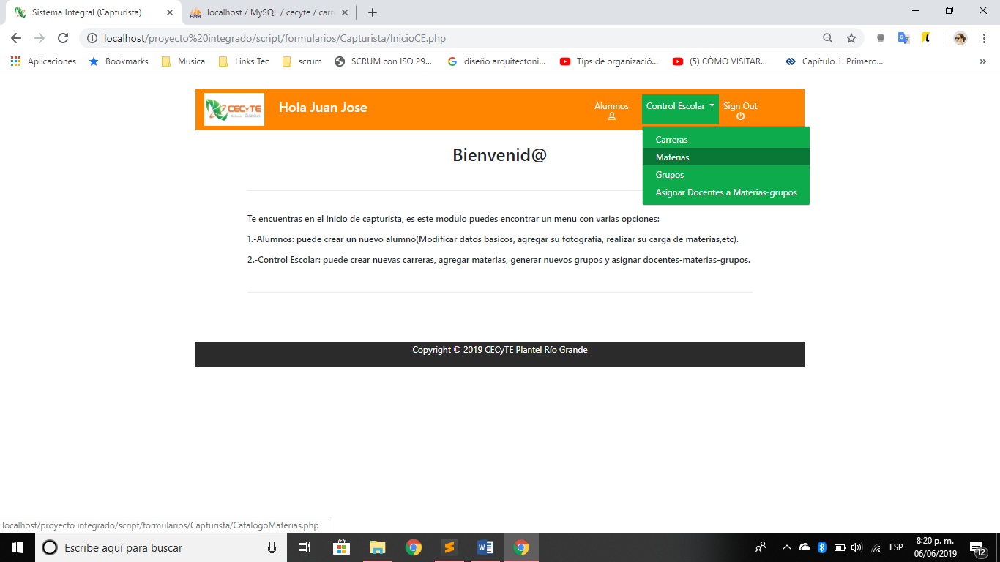 Sistema Integral (Capturista)
localhost / MySQL / cecyte / carr
localhost/proyecto%20integrado/script/formularios/Capturista/InicioCE.php
Aplicaciones Bookmarks Musica Links Tec scrum SCRUM con ISO 29... diseño arquitectoni... Tips de organizació... (5) CÓMO VISITAR... Capítulo 1. Primero... »
CECyTE
Hola Juan Jose
Alumnos
Control Escolar
Sign Out
Carreras
Materias
Grupos
Asignar Docentes a Materias-grupos
Bienvenid@
Te encuentras en el inicio de capturista, es este modulo puedes encontrar un menu con varias opciones:
1.-Alumnos: puede crear un nuevo alumno(Modificar datos basicos, agregar su fotografia, realizar su carga de materias,etc).
2.-Control Escolar: puede crear nuevas carreras, agregar materias, generar nuevos grupos y asignar docentes-materias-grupos.
Copyright © 2019 CECyTE Plantel Río Grande
localhost/proyecto integrado/script/formularios/Capturista/CatalogoMaterias.php
Escribe aquí para buscar
ESP
8:20 p. m.
06/06/2019
12